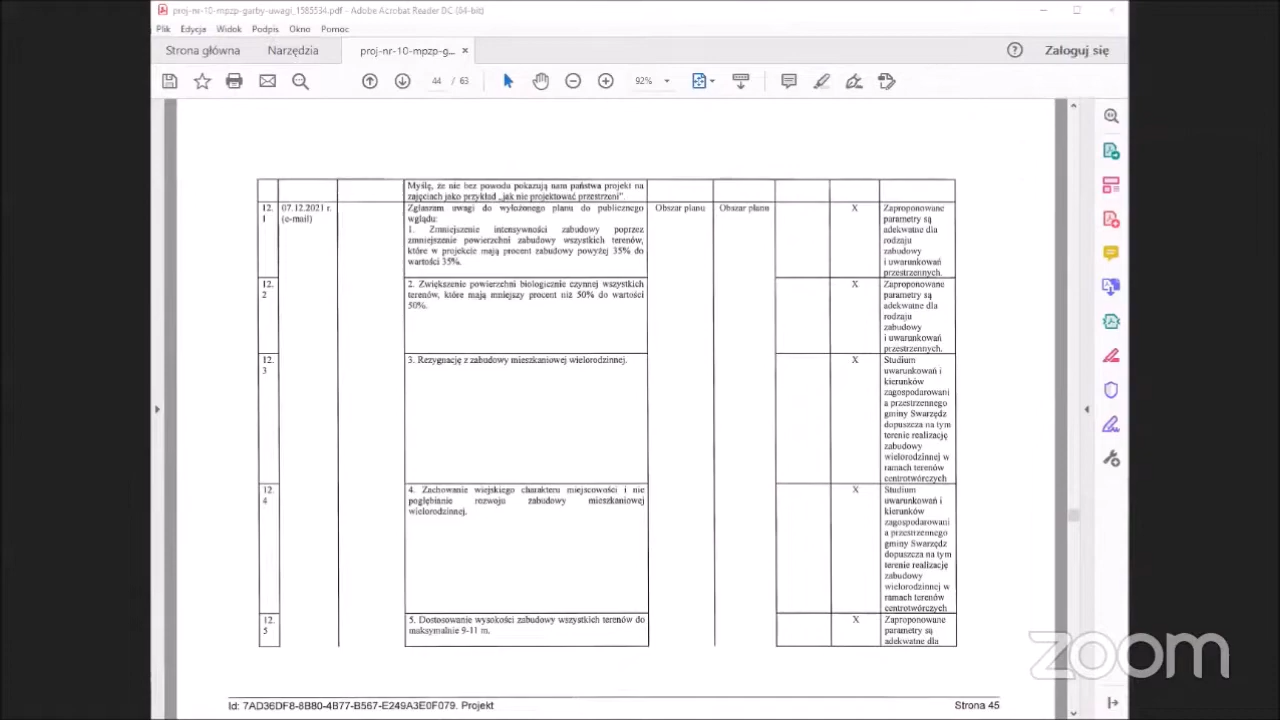 proj-nr-10-mpzp-garby-uwagi_1585534.pdf - Adobe Acrobat Reader DC (64-bit)
Plik Edycja Widok Podpis Okno Pomoc
Strona główna Narzędzia proj-nr-10-mpzp-g... × Zaloguj się
44 / 63 92%
Myślę, że nie bez powodu pokazują nam państwa projekt na
zajęciach jako przykład „jak nie projektować przestrzeni”.
12.
1
07.12.2021 r.
(e-mail)
Zgłaszam uwagi do wyłożonego planu do publicznego
wglądu:
1. Zmniejszenie intensywności zabudowy poprzez
zmniejszenie powierzchni zabudowy wszystkich terenów,
które w projekcie mają procent zabudowy powyżej 35% do
wartości 35%.
Obszar planu
Obszar planu
X
Zaproponowane
parametry są
adekwatne dla
rodzaju
zabudowy
i uwarunkowań
przestrzennych.
12.
2
2. Zwiększenie powierzchni biologicznie czynnej wszystkich
terenów, które mają mniejszy procent niż 50% do wartości
50%.
X
Zaproponowane
parametry są
adekwatne dla
rodzaju
zabudowy
i uwarunkowań
przestrzennych.
12.
3
3. Rezygnację z zabudowy mieszkaniowej wielorodzinnej.
X
Studium
uwarunkowań i
kierunków
zagospodarowani
a przestrzennego
gminy Swarzędz
dopuszcza na tym
terenie realizację
zabudowy
wielorodzinnej w
ramach terenów
centrotwórczych
12.
4
4. Zachowanie wiejskiego charakteru miejscowości i nie
pogłębianie rozwoju zabudowy mieszkaniowej
wielorodzinnej.
X
Studium
uwarunkowań i
kierunków
zagospodarowani
a przestrzennego
gminy Swarzędz
dopuszcza na tym
terenie realizację
zabudowy
wielorodzinnej w
ramach terenów
centrotwórczych
12.
5
5. Dostosowanie wysokości zabudowy wszystkich terenów do
maksymalnie 9-11 m.
X
Zaproponowane
parametry są
adekwatne dla
Id: 7AD36DF8-8B80-4B77-B567-E249A3E0F079. Projekt Strona 45
zoom